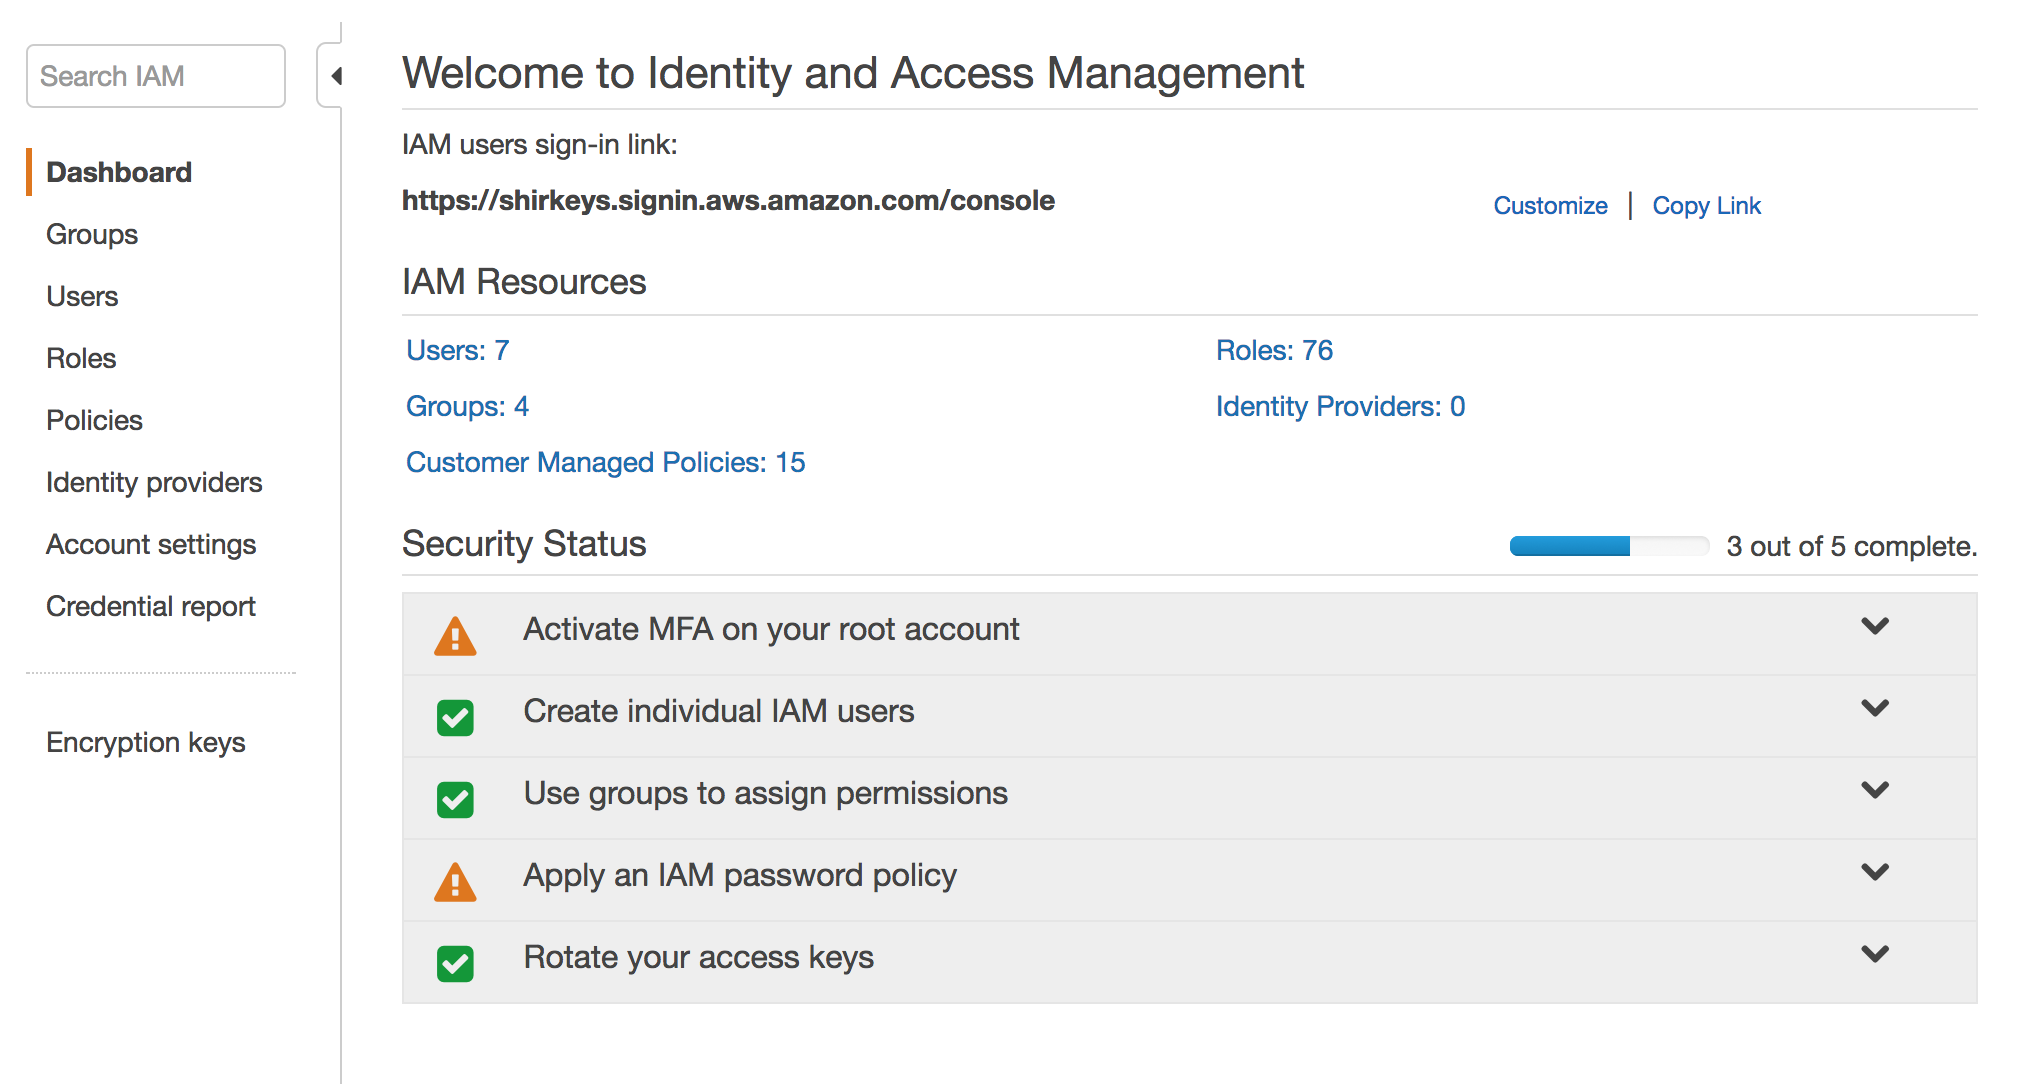 Search IAM
Dashboard
Groups
Users
Roles
Policies
Identity providers
Account settings
Credential report
Encryption keys
Welcome to Identity and Access Management
IAM users sign-in link:
https://shirkeys.signin.aws.amazon.com/console
Customize | Copy Link
IAM Resources
Users: 7
Roles: 76
Groups: 4
Identity Providers: 0
Customer Managed Policies: 15
Security Status
3 out of 5 complete.
Activate MFA on your root account
Create individual IAM users
Use groups to assign permissions
Apply an IAM password policy
Rotate your access keys